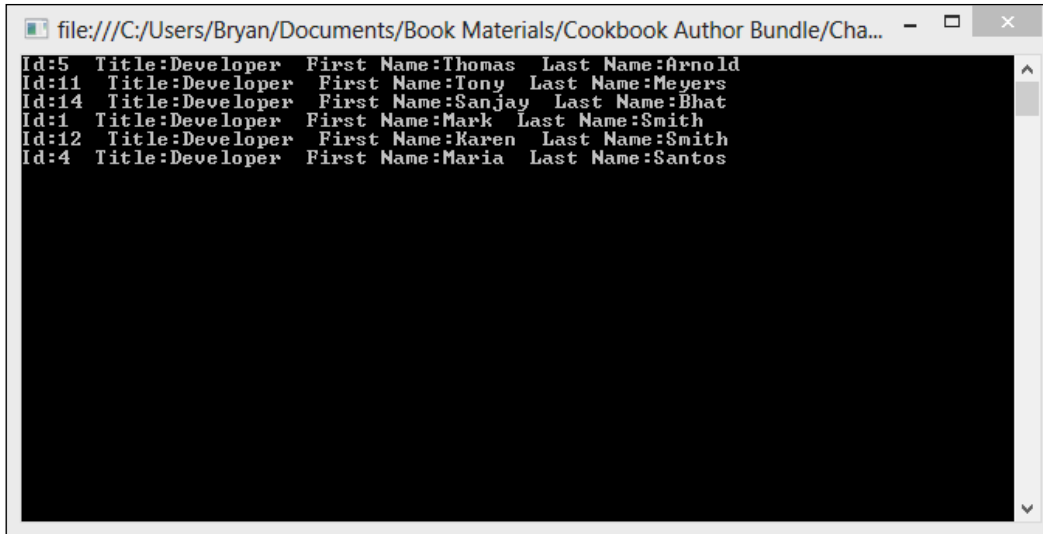 file:///C:/Users/Bryan/Documents/Book Materials/Cookbook Author Bundle/Cha...
Id:5  Title:Developer  First Name:Thomas  Last Name:Arnold
Id:11  Title:Developer  First Name:Tony  Last Name:Meyers
Id:14  Title:Developer  First Name:Sanjay  Last Name:Bhat
Id:1  Title:Developer  First Name:Mark  Last Name:Smith
Id:12  Title:Developer  First Name:Karen  Last Name:Smith
Id:4  Title:Developer  First Name:Maria  Last Name:Santos